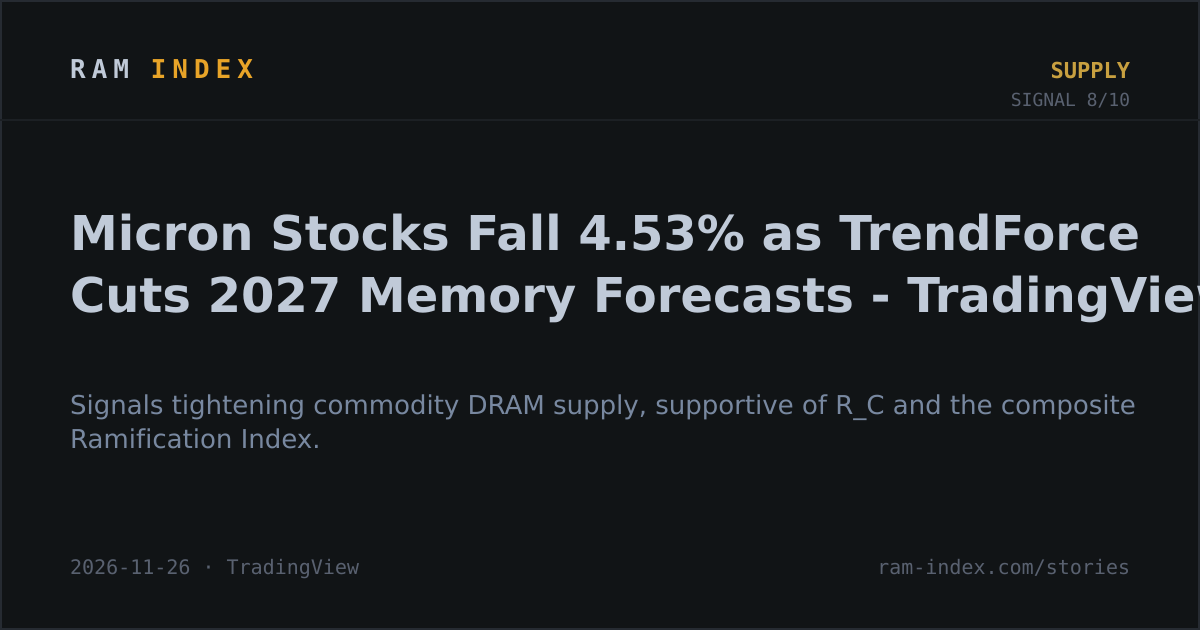 RAM INDEX
SUPPLY
SIGNAL 8/10
Micron Stocks Fall 4.53% as TrendForce
Cuts 2027 Memory Forecasts - TradingView
Signals tightening commodity DRAM supply, supportive of R_C and the composite
Ramification Index.
2026-11-26 · TradingView
ram-index.com/stories